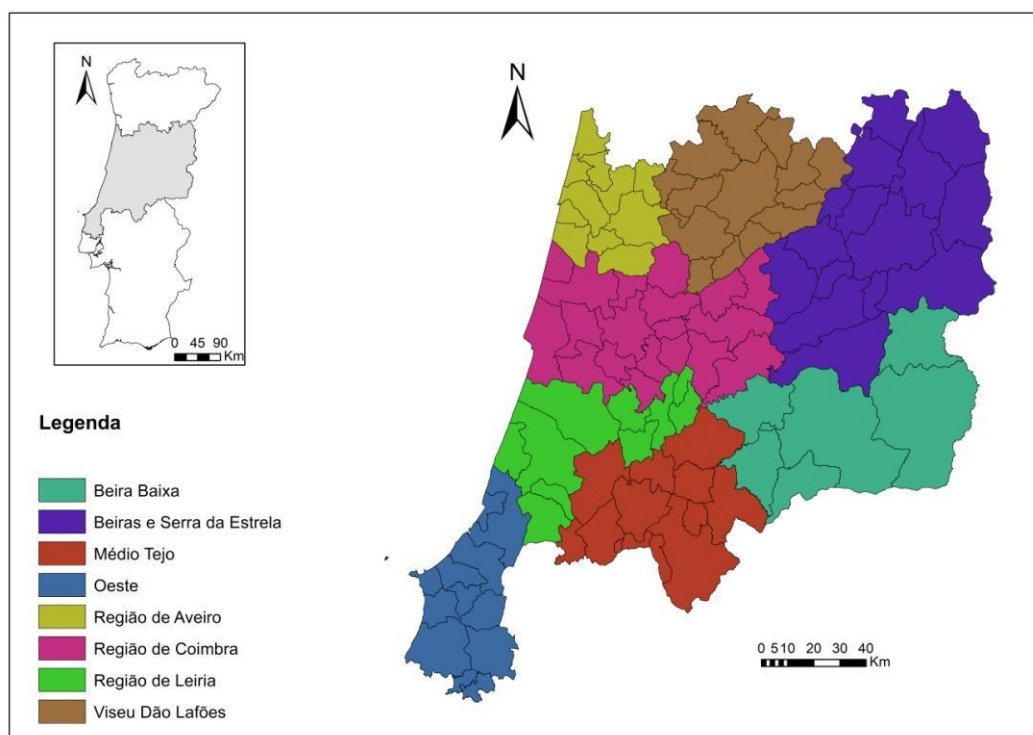 N
0 45 90
Km
N
Legenda
Beira Baixa
Beiras e Serra da Estrela
Médio Tejo
Oeste
Região de Aveiro
Região de Coimbra
Região de Leiria
Viseu Dão Lafões
0 5 10 20 30 40
Km